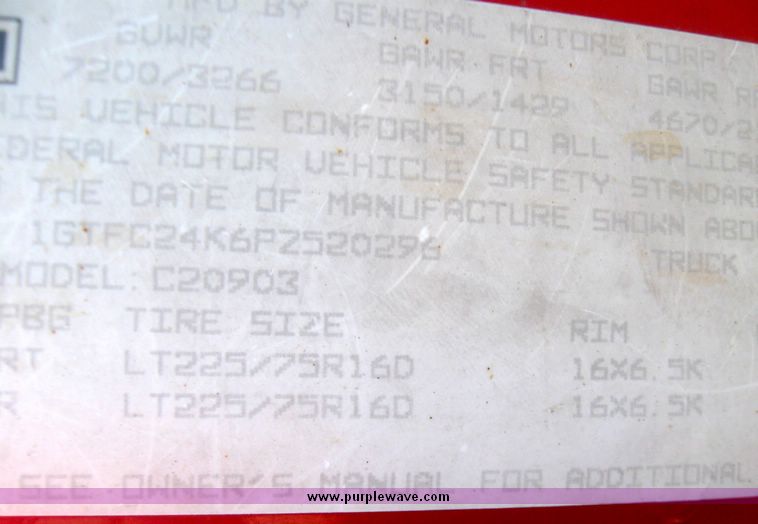 MFD BY GENERAL MOTORS CORP
GVWR GAWR FRT GAWR
7200/3266 3150/1429 4670/2
VEHICLE CONFORMS TO ALL APPLICA
DERAL MOTOR VEHICLE SAFETY STANDAR
THE DATE OF MANUFACTURE SHOWN ABO
1GTFC24K6PZ520296 TRUCK
MODEL: C20903
PBG TIRE SIZE RIM
RT LT225/75R16D 16X6.5K
R LT225/75R16D 16X6.5K
SEE OWNER'S MANUAL FOR ADDITIONAL
www.purplewave.com